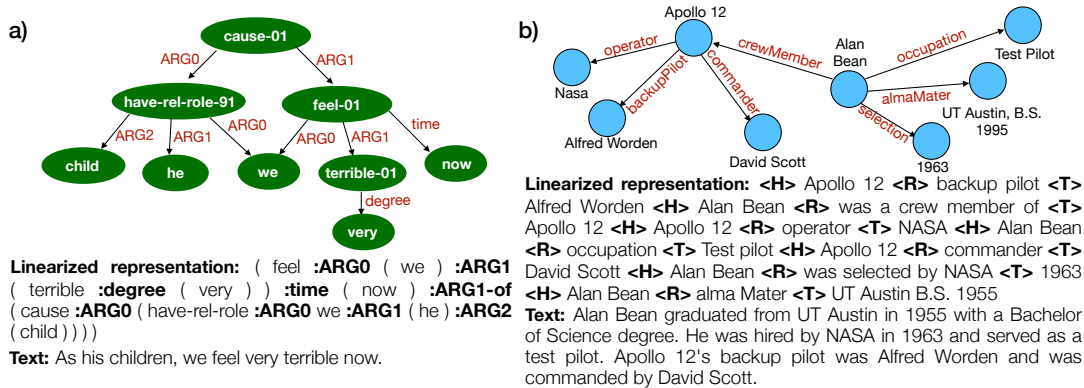 a)
cause-01
ARG0
ARG1
have-rel-role-91
feel-01
ARG2
ARG1
ARG0
ARG0
ARG1
time
child
he
we
terrible-01
now
degree
very
Linearized representation: ( feel :ARG0 ( we ) :ARG1
( terrible :degree ( very ) ) :time ( now ) :ARG1-of
( cause :ARG0 ( have-rel-role :ARG0 we :ARG1 ( he ) :ARG2
( child ) ) ) )
Text: As his children, we feel very terrible now.
b)
Apollo 12
operator
crewMember
Alan
Bean
occupation
Test Pilot
Nasa
backupPilot
commander
almaMater
UT Austin, B.S.
1995
selection
Alfred Worden
David Scott
1963
Linearized representation: <H> Apollo 12 <R> backup pilot <T>
Alfred Worden <H> Alan Bean <R> was a crew member of <T>
Apollo 12 <H> Apollo 12 <R> operator <T> NASA <H> Alan Bean
<R> occupation <T> Test pilot <H> Apollo 12 <R> commander <T>
David Scott <H> Alan Bean <R> was selected by NASA <T> 1963
<H> Alan Bean <R> alma Mater <T> UT Austin B.S. 1955
Text: Alan Bean graduated from UT Austin in 1955 with a Bachelor
of Science degree. He was hired by NASA in 1963 and served as a
test pilot. Apollo 12's backup pilot was Alfred Worden and was
commanded by David Scott.